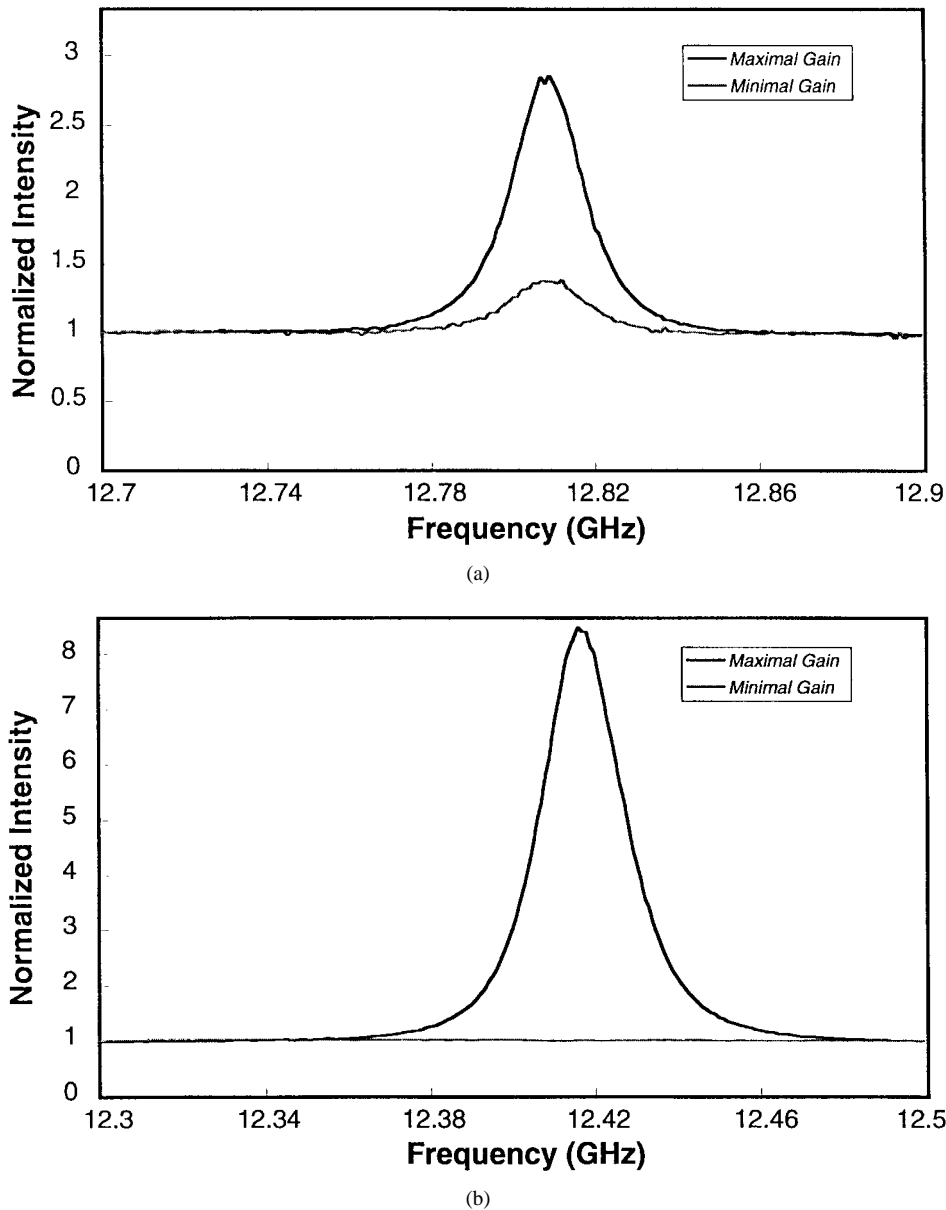 3
2.5
2
1.5
1
0.5
0
Normalized Intensity
Maximal Gain
Minimal Gain
12.7 12.74 12.78 12.82 12.86 12.9
Frequency (GHz)
(a)
8
7
6
5
4
3
2
1
0
Normalized Intensity
Maximal Gain
Minimal Gain
12.3 12.34 12.38 12.42 12.46 12.5
Frequency (GHz)
(b)